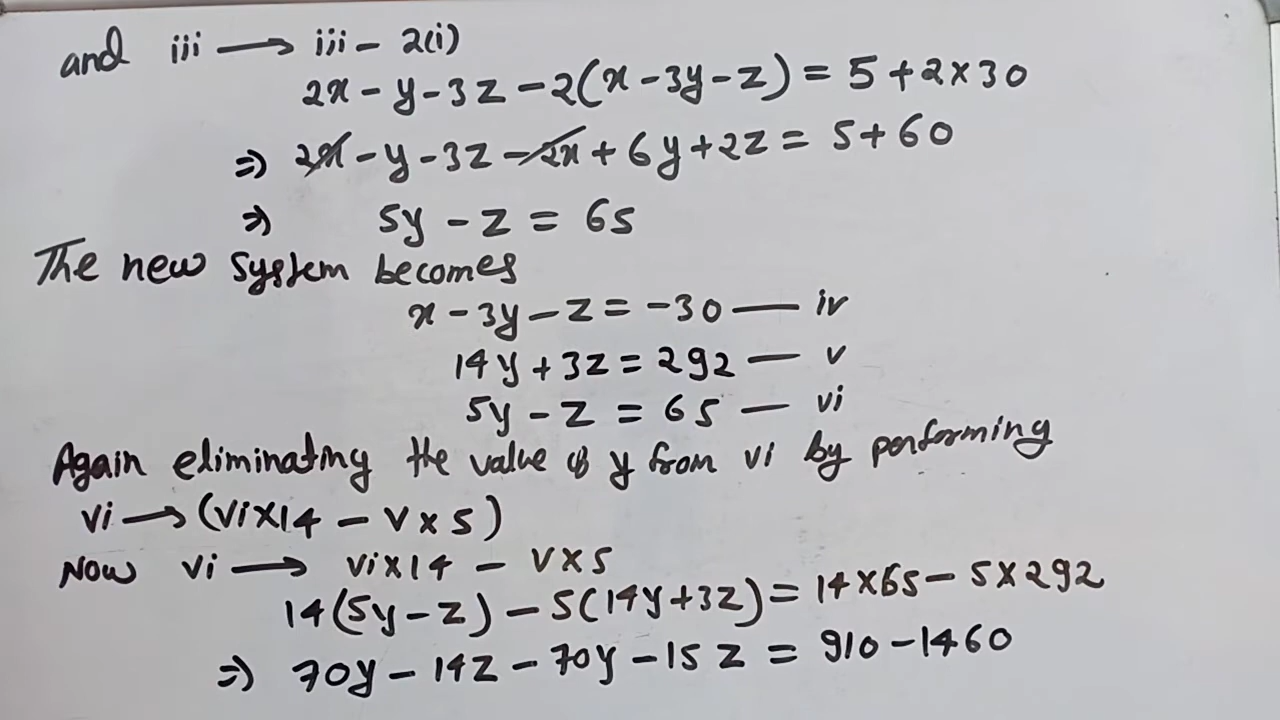 and iii → iii - 2(i)
2x - y - 3z - 2(x - 3y - z) = 5 + 2 × 30
⇒ 2x - y - 3z - 2x + 6y + 2z = 5 + 60
⇒ 5y - z = 65
The new system becomes
x - 3y - z = -30 — iv
14y + 3z = 292 — v
5y - z = 65 — vi
Again eliminating the value of y from vi by performing
vi → (vi×14 - v×5)
Now vi → vi×14 - v×5
14(5y - z) - 5(14y + 3z) = 14×65 - 5×292
⇒ 70y - 14z - 70y - 15z = 910 - 1460